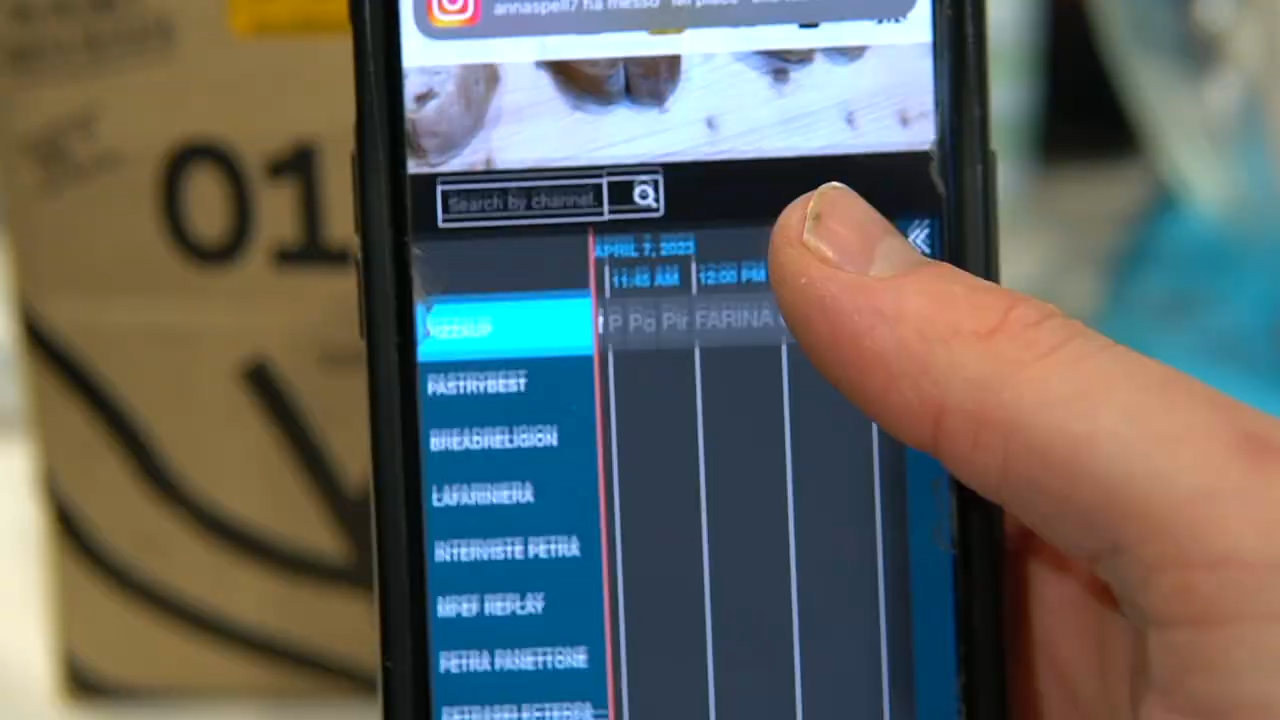 annaspell7 ha messo
01
Search by channel.
APRIL 7, 2023
11:45 AM
12:00 PM
PIZZAUP
P Po Pir FARINA
PASTRYBEST
BREADRELIGION
LAFARINIERA
INTERVISTE PETRA
MPEF REPLAY
PETRA PANETTONE